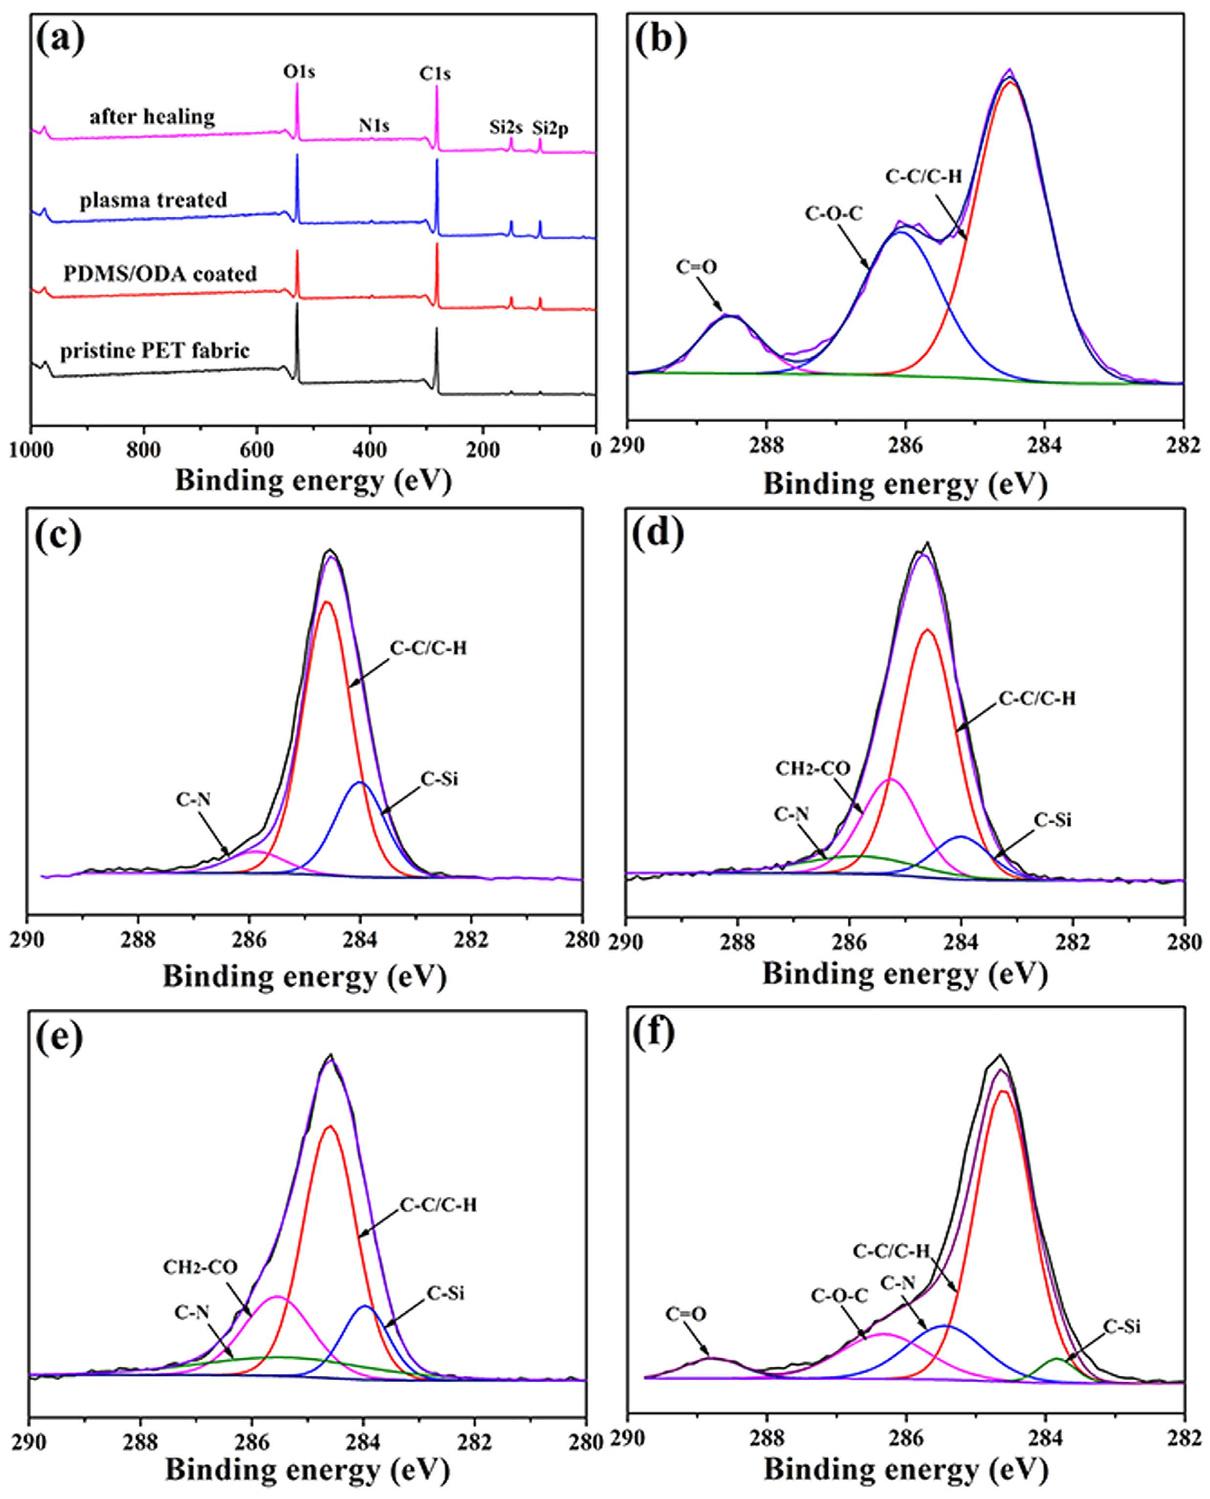 (a)
O1s
C1s
after healing
N1s
Si2s
Si2p
plasma treated
PDMS/ODA coated
pristine PET fabric
1000 800 600 400 200 0
Binding energy (eV)
(b)
C-C/C-H
C-O-C
C=O
290 288 286 284 282
Binding energy (eV)
(c)
C-C/C-H
C-Si
C-N
290 288 286 284 282 280
Binding energy (eV)
(d)
C-C/C-H
CH2-CO
C-N
C-Si
290 288 286 284 282 280
Binding energy (eV)
(e)
C-C/C-H
CH2-CO
C-Si
C-N
290 288 286 284 282 280
Binding energy (eV)
(f)
C-C/C-H
C-N
C-O-C
C=O
C-Si
290 288 286 284 282
Binding energy (eV)